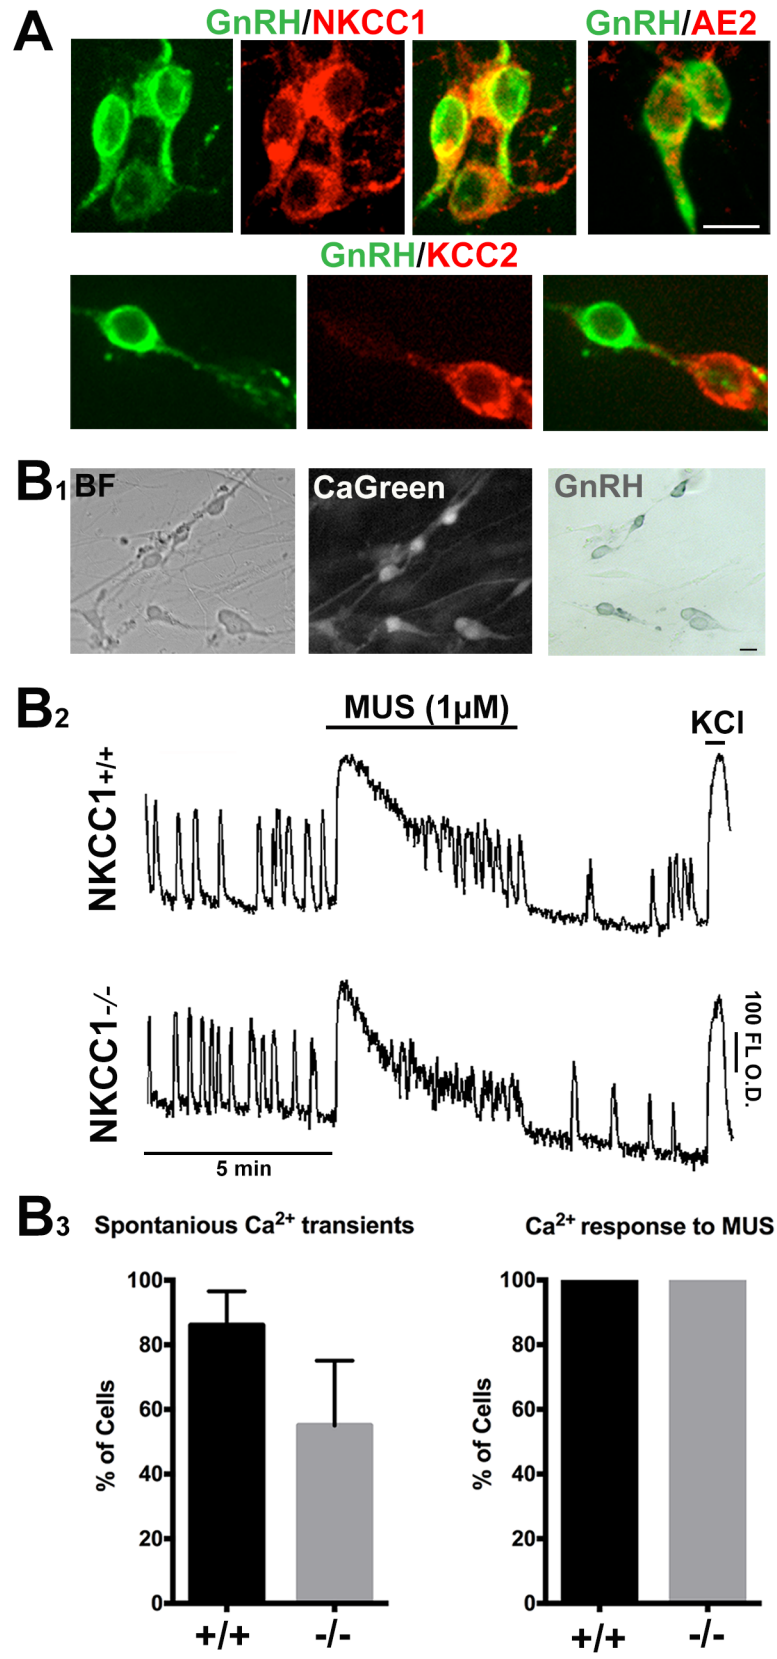 A
GnRH/NKCC1
GnRH/AE2
GnRH/KCC2
B1
BF
CaGreen
GnRH
B2
MUS (1µM)
KCl
NKCC1+/+
NKCC1-/-
100 FL O.D.
5 min
B3
Spontanious Ca2+ transients
Ca2+ response to MUS
% of Cells
100
80
60
40
20
0
+/+
-/-
% of Cells
100
80
60
40
20
0
+/+
-/-